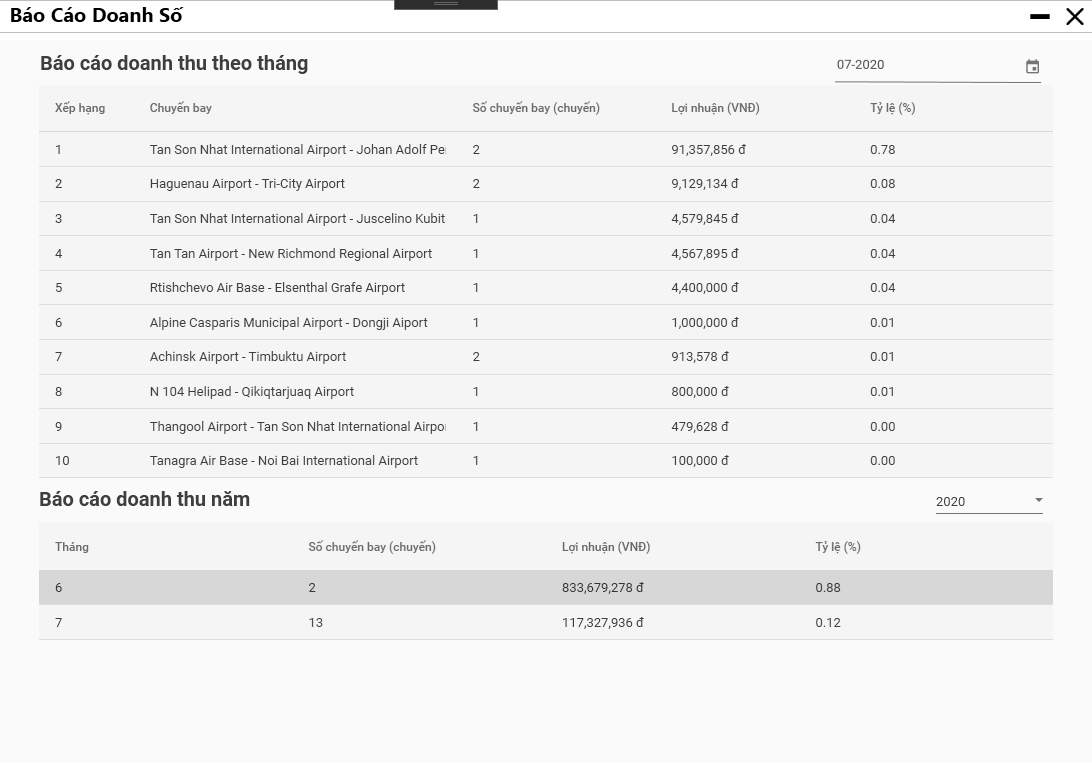 Báo Cáo Doanh Số
Báo cáo doanh thu theo tháng
07-2020
Xếp hạng Chuyến bay Số chuyến bay (chuyến) Lợi nhuận (VNĐ) Tỷ lệ (%)
1 Tan Son Nhat International Airport - Johan Adolf Pe 2 91,357,856 đ 0.78
2 Haguenau Airport - Tri-City Airport 2 9,129,134 đ 0.08
3 Tan Son Nhat International Airport - Juscelino Kubit 1 4,579,845 đ 0.04
4 Tan Tan Airport - New Richmond Regional Airport 1 4,567,895 đ 0.04
5 Rtishchevo Air Base - Elsenthal Grafe Airport 1 4,400,000 đ 0.04
6 Alpine Casparis Municipal Airport - Dongji Aiport 1 1,000,000 đ 0.01
7 Achinsk Airport - Timbuktu Airport 2 913,578 đ 0.01
8 N 104 Helipad - Qikiqtarjuaq Airport 1 800,000 đ 0.01
9 Thangool Airport - Tan Son Nhat International Airpo 1 479,628 đ 0.00
10 Tanagra Air Base - Noi Bai International Airport 1 100,000 đ 0.00
Báo cáo doanh thu năm
2020
Tháng Số chuyến bay (chuyến) Lợi nhuận (VNĐ) Tỷ lệ (%)
6 2 833,679,278 đ 0.88
7 13 117,327,936 đ 0.12